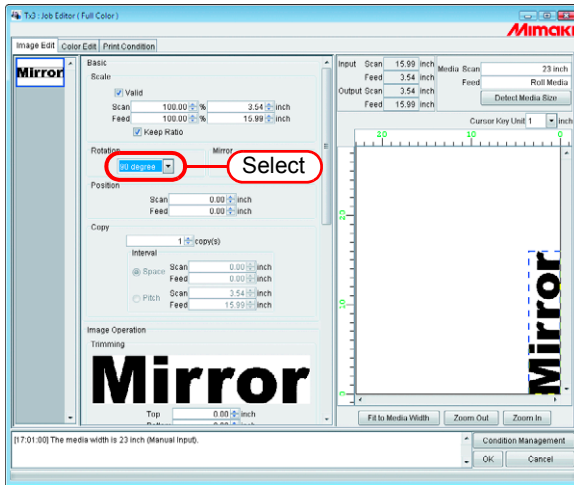 Tx3 : Job Editor ( Full Color )
Mimaki
Image Edit Color Edit Print Condition
Mirror
Basic
Scale
Valid
Scan 100.00 % 3.54 inch
Feed 100.00 % 15.99 inch
Keep Ratio
Rotation Mirror
90 degree
Select
Position
Scan 0.00 inch
Feed 0.00 inch
Copy
1 copy(s)
Interval
Space Scan 0.00 inch
Feed 0.00 inch
Pitch Scan 3.54 inch
Feed 15.99 inch
Image Operation
Trimming
Mirror
Top 0.00 inch
Input Scan 15.99 inch
Feed 3.54 inch
Output Scan 3.54 inch
Feed 15.99 inch
Media Scan 23 inch
Feed Roll Media
Detect Media Size
Cursor Key Unit 1 inch
20 10 0
20
10
0
Mirror
Fit to Media Width Zoom Out Zoom In
[17:01:00] The media width is 23 inch (Manual Input).
Condition Management
OK Cancel